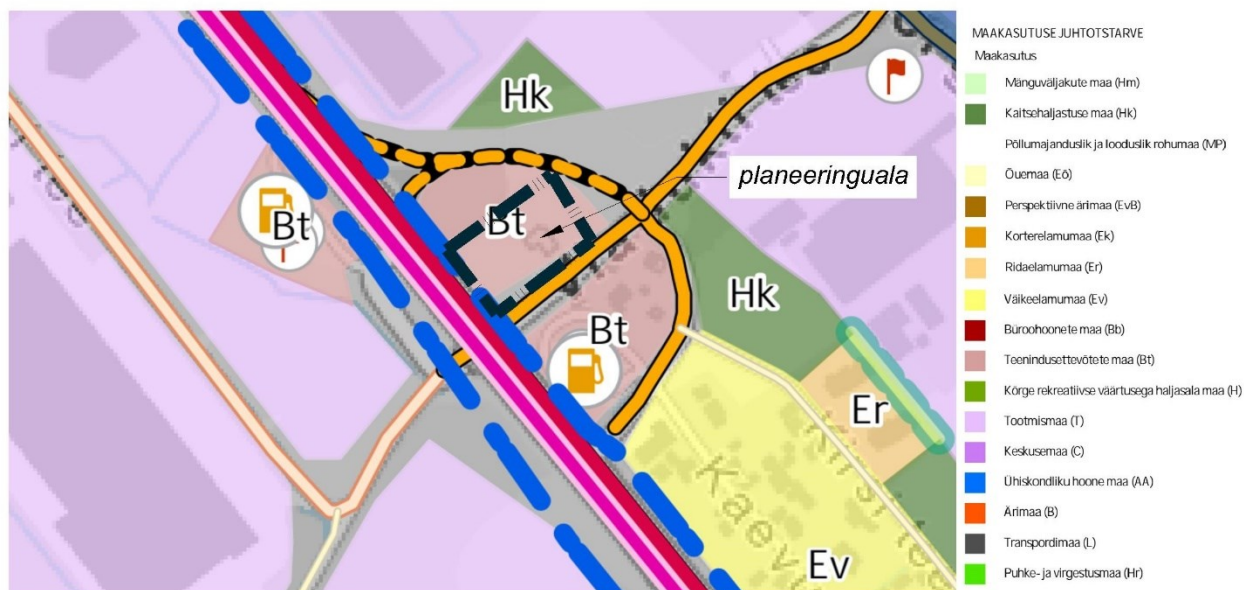 Hk
Bt
Bt
planeeringuala
Hk
Bt
Er
Ev
MAAKASUTUSE JUHTOTSTARVE
Maakasutus
Mänguväljakute maa (Hm)
Kaitsehaljastuse maa (Hk)
Põllumajanduslik ja looduslik rohumaa (MP)
Õuemaa (EÕ)
Perspektiivne ärimaa (EvB)
Korterelamumaa (Ek)
Ridaelamumaa (Er)
Väikeelamumaa (Ev)
Büroohoonete maa (Bb)
Teenindusettevõtete maa (Bt)
Kõrge rekreatiivse väärtusega haljasala maa (H)
Tootmismaa (T)
Keskusemaa (C)
Ühiskondliku hoone maa (AA)
Ärimaa (B)
Transpordimaa (L)
Puhke- ja virgestusmaa (Hr)